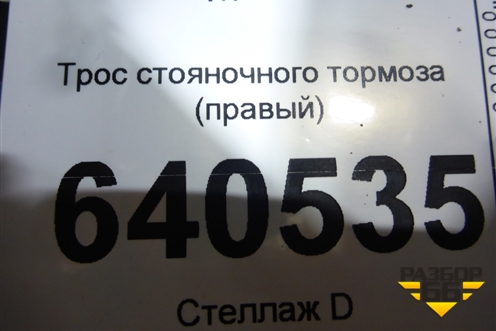 Трос стояночного тормоза
(правый)
640535
Стеллаж D
РАЗБОР
66